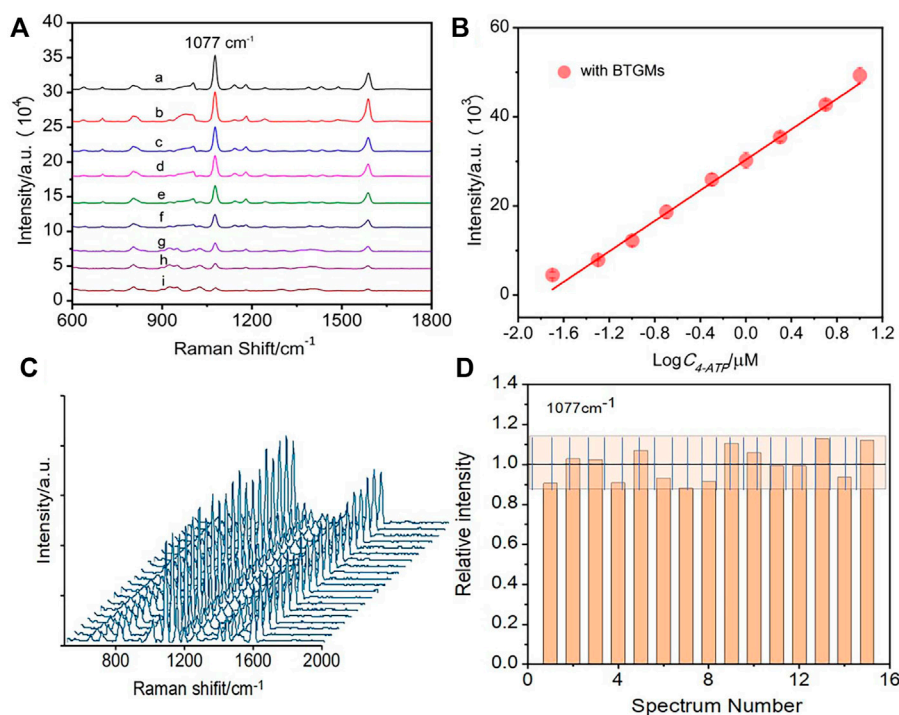 A
1077 cm⁻¹
40
35
30
25
20
15
10
5
0
Intensity/a.u. ( 10⁴)
a
b
c
d
e
f
g
h
i
600
900
1200
1500
1800
Raman Shift/cm⁻¹
B
with BTGMs
60
40
20
0
Intensity/a.u. ( 10³)
-2.0
-1.6
-1.2
-0.8
-0.4
0.0
0.4
0.8
1.2
LogC4-ATP/μM
C
Intensity/a.u.
800
1200
1600
2000
Raman shifit/cm⁻¹
D
1077cm⁻¹
1.4
1.2
1.0
0.8
0.6
0.4
0.2
0.0
Relative intensity
0
4
8
12
16
Spectrum Number